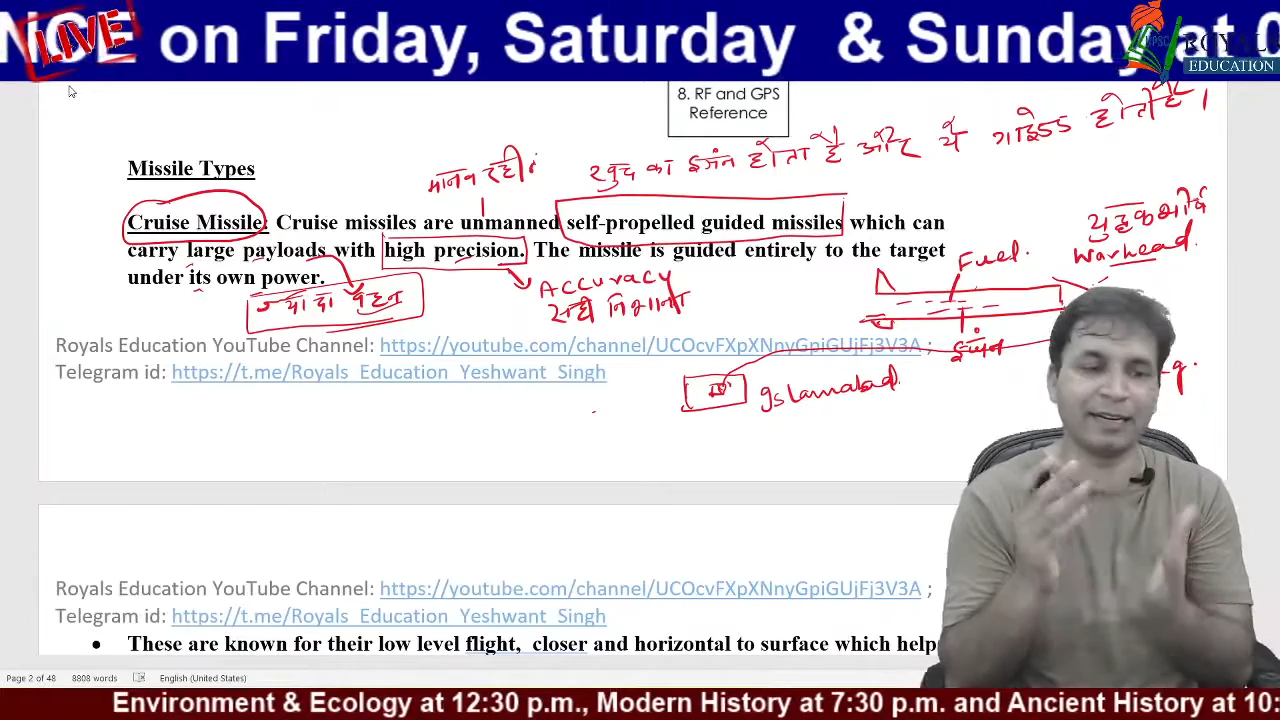 NCE on Friday, Saturday & Sunday at 0
LIVE
ROYALS
EDUCATION
8. RF and GPS
Reference
खुद का इंजन होता है और ये गाईडेड होती है।
Missile Types
मानव रहीत
Cruise Missile: Cruise missiles are unmanned self-propelled guided missiles which can
carry large payloads with high precision. The missile is guided entirely to the target
under its own power.
ज्यादा वहन
Accuracy
सही निशाना
Fuel.
युद्धक शीर्ष
Warhead.
इंजन
Islamabad.
Royals Education YouTube Channel: https://youtube.com/channel/UCOcvFXpXNnyGpiGUjFj3V3A ;
Telegram id: https://t.me/Royals_Education_Yeshwant_Singh
Royals Education YouTube Channel: https://youtube.com/channel/UCOcvFXpXNnyGpiGUjFj3V3A ;
Telegram id: https://t.me/Royals_Education_Yeshwant_Singh
• These are known for their low level flight, closer and horizontal to surface which help
Page 2 of 48 8808 words English (United States)
Environment & Ecology at 12:30 p.m., Modern History at 7:30 p.m. and Ancient History at 10: